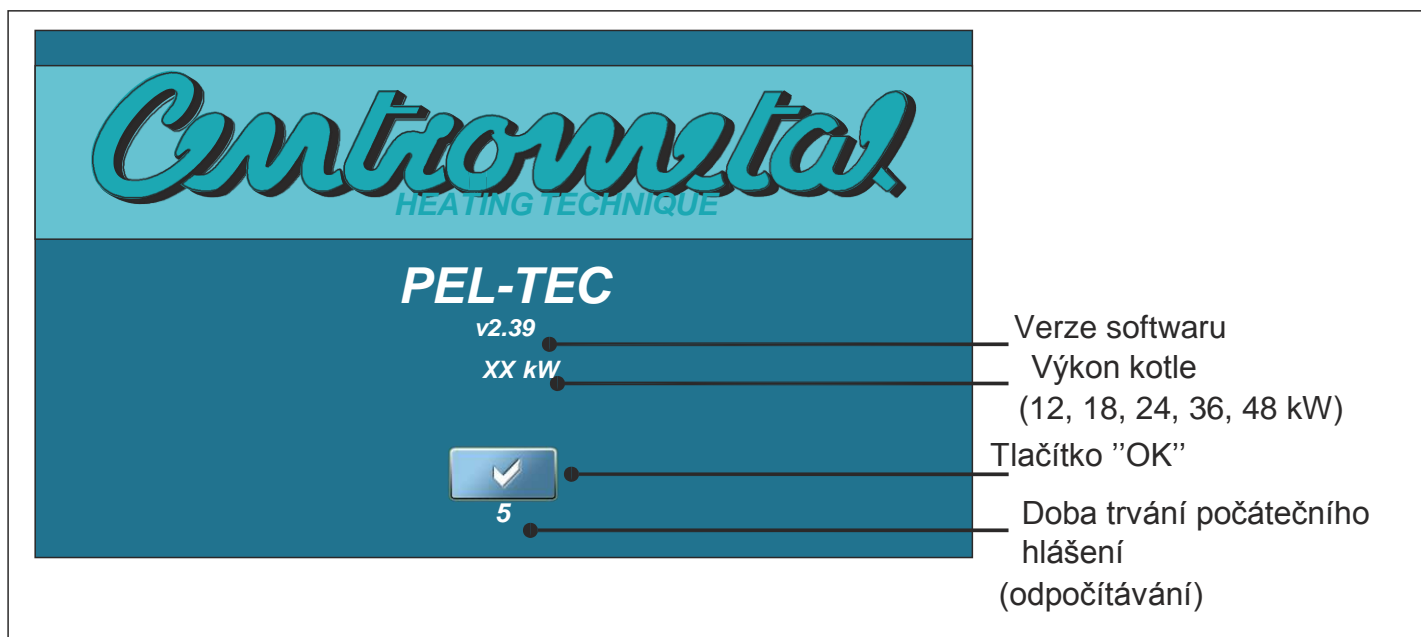 Centrometal
HEATING TECHNIQUE
PEL-TEC
v2.39
XX kW
5
Verze softwaru
Výkon kotle
(12, 18, 24, 36, 48 kW)
Tlačítko ’’OK’’
Doba trvání počátečního
hlášení
(odpočítávání)